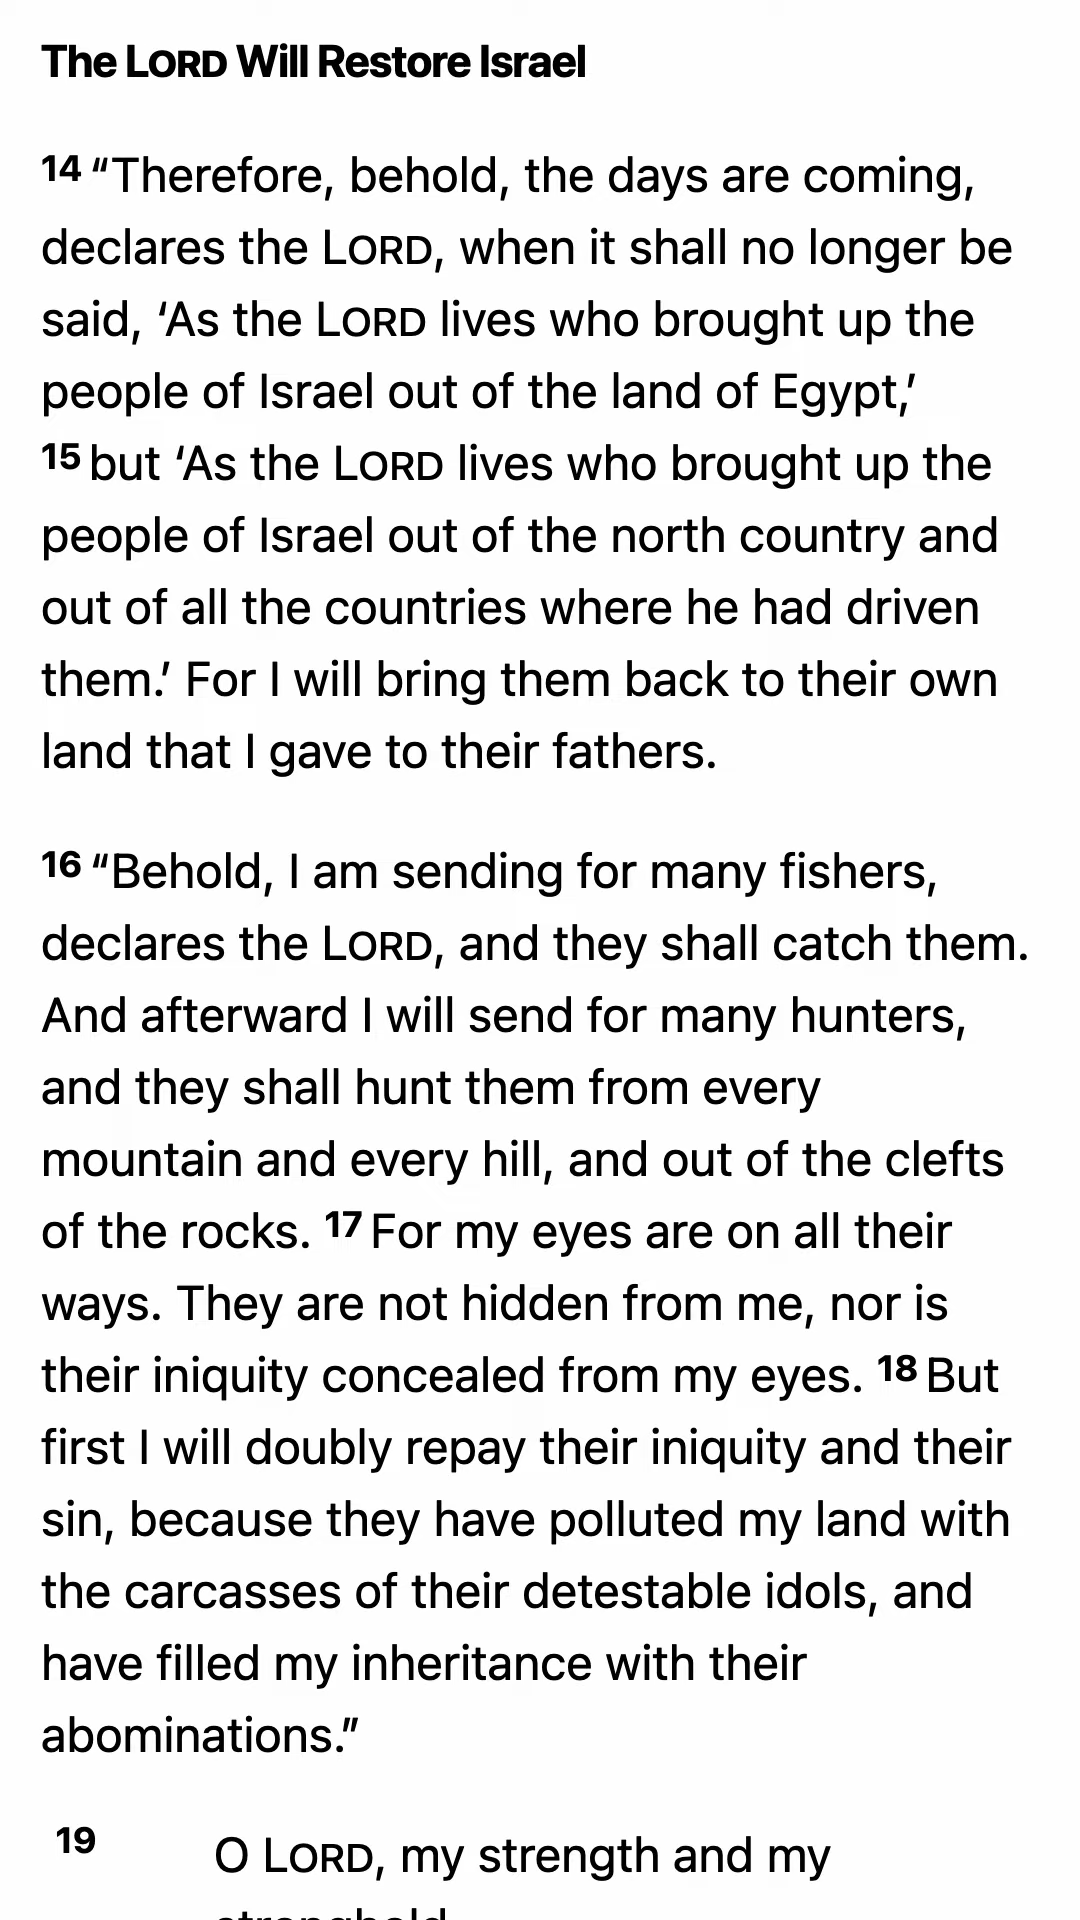 The LORD Will Restore Israel
14 “Therefore, behold, the days are coming,
declares the LORD, when it shall no longer be
said, ‘As the LORD lives who brought up the
people of Israel out of the land of Egypt,’
15 but ‘As the LORD lives who brought up the
people of Israel out of the north country and
out of all the countries where he had driven
them.’ For I will bring them back to their own
land that I gave to their fathers.
16 “Behold, I am sending for many fishers,
declares the LORD, and they shall catch them.
And afterward I will send for many hunters,
and they shall hunt them from every
mountain and every hill, and out of the clefts
of the rocks. 17 For my eyes are on all their
ways. They are not hidden from me, nor is
their iniquity concealed from my eyes. 18 But
first I will doubly repay their iniquity and their
sin, because they have polluted my land with
the carcasses of their detestable idols, and
have filled my inheritance with their
abominations.”
19 O LORD, my strength and my